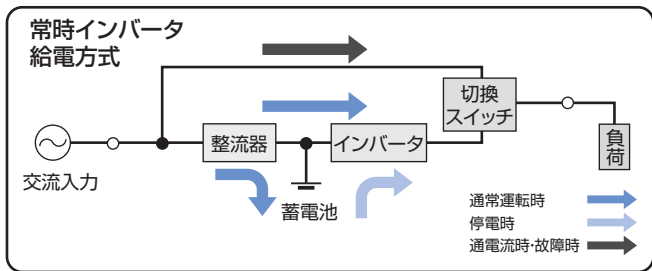 常時インバータ
給電方式
切換
スイッチ
整流器
インバータ
負荷
交流入力
蓄電池
通常運転時
停電時
通電流時・故障時